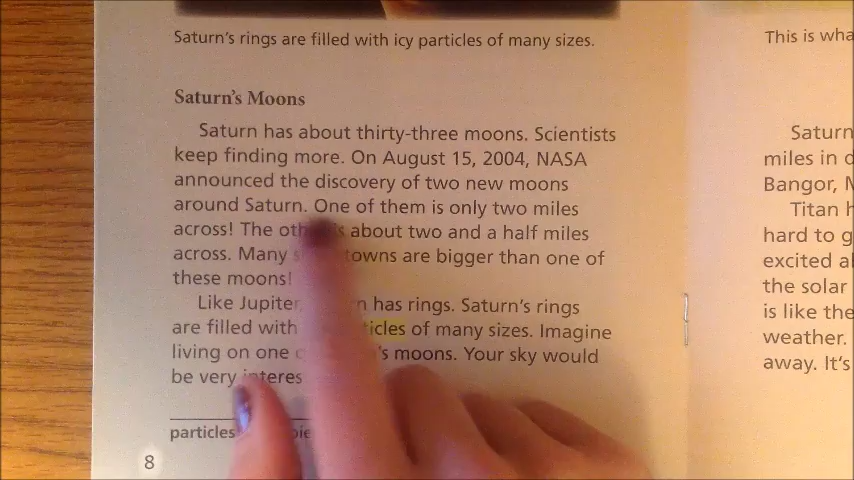 Saturn's rings are filled with icy particles of many sizes.
Saturn's Moons
Saturn has about thirty-three moons. Scientists
keep finding more. On August 15, 2004, NASA
announced the discovery of two new moons
around Saturn. One of them is only two miles
across! The other is about two and a half miles
across. Many towns are bigger than one of
these moons!
Like Jupiter, has rings. Saturn's rings
are filled with particles of many sizes. Imagine
living on one moons. Your sky would
be very
particles
8
This is
Saturn
miles in
Bangor,
Titan
hard to
excited
the solar
is like the
weather.
away. It's